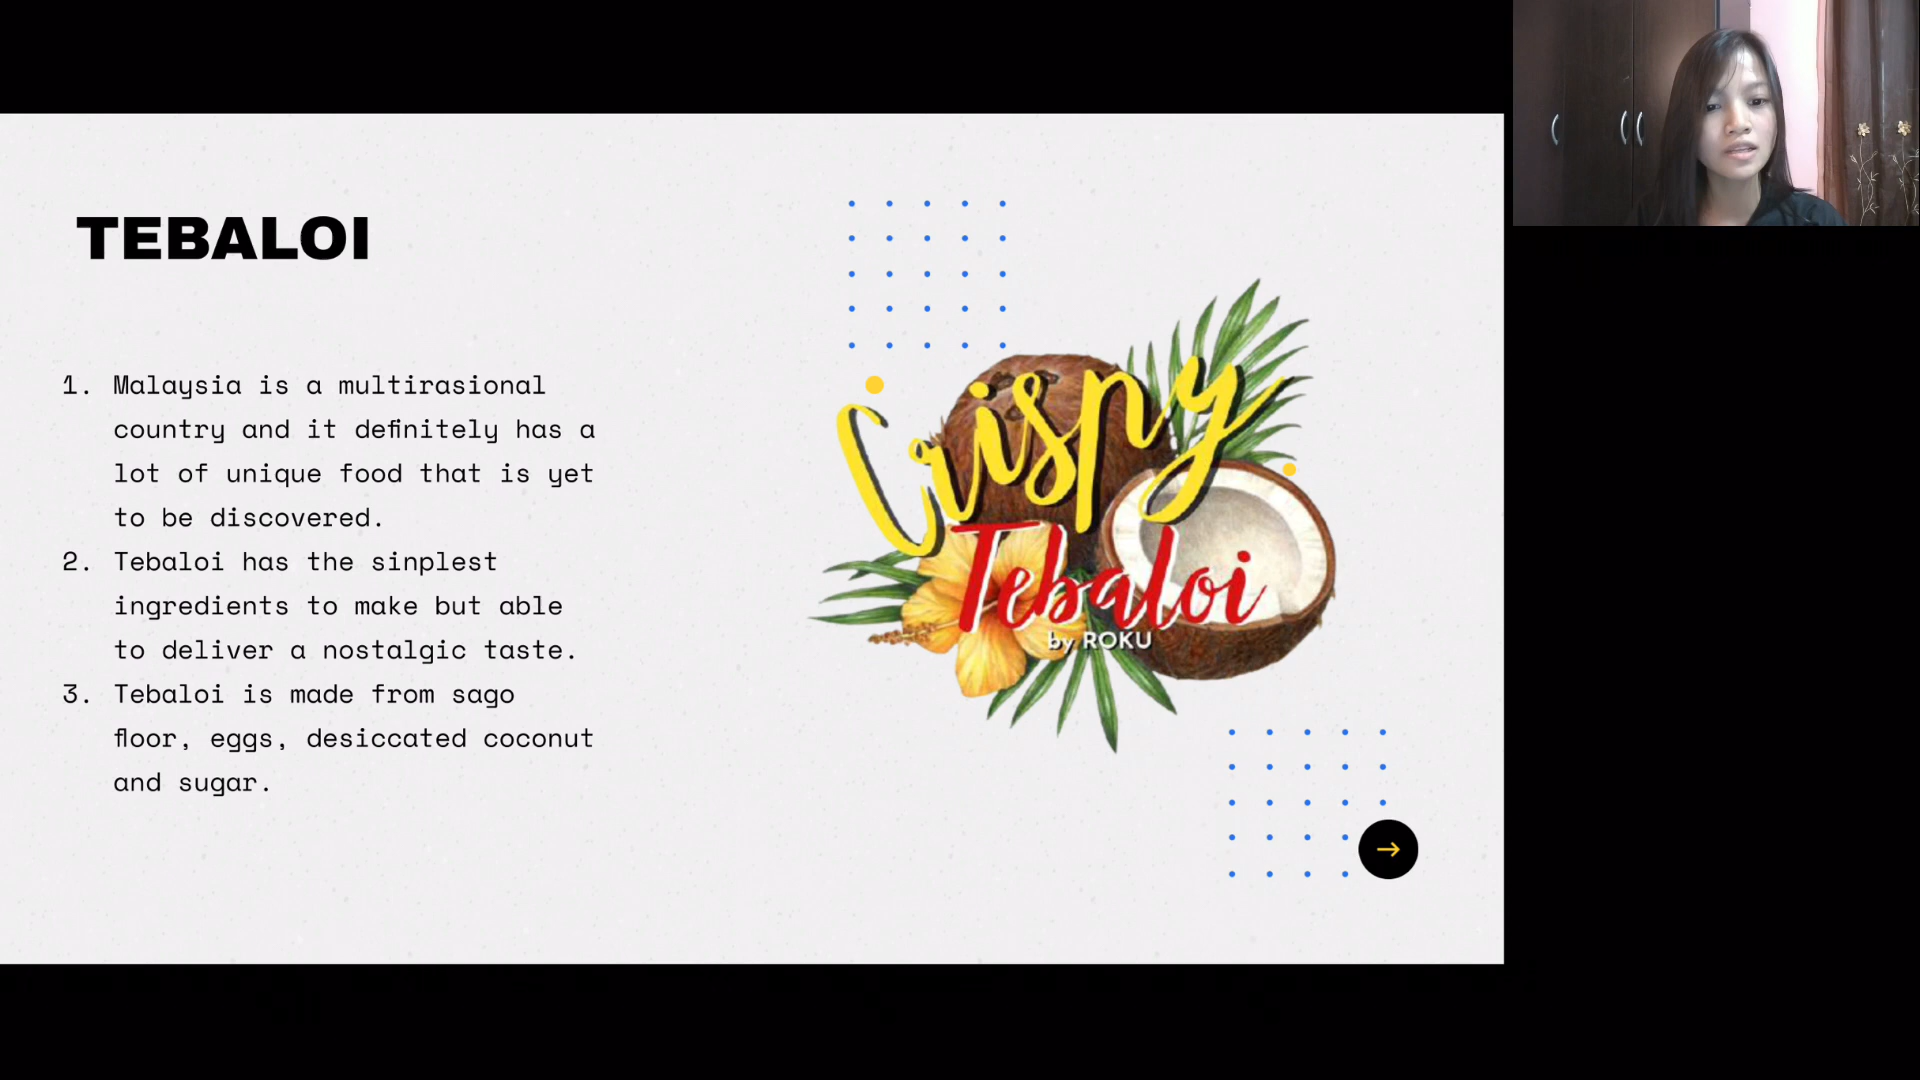 TEBALOI
1. Malaysia is a multirasional
country and it definitely has a
lot of unique food that is yet
to be discovered.
2. Tebaloi has the sinplest
ingredients to make but able
to deliver a nostalgic taste.
3. Tebaloi is made from sago
floor, eggs, desiccated coconut
and sugar.
Crispy
Tebaloi
by ROKU